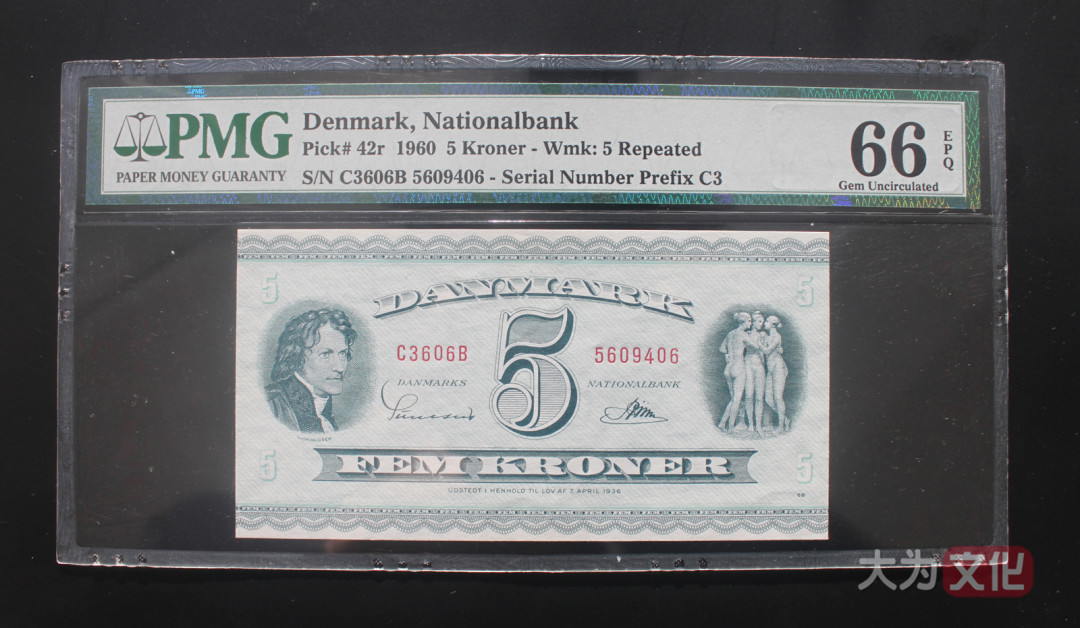 PMG
PAPER MONEY GUARANTY
Denmark, Nationalbank
Pick# 42r 1960 5 Kroner - Wmk: 5 Repeated
S/N C3606B 5609406 - Serial Number Prefix C3
66
EPQ
Gem Uncirculated
5
5
DANMARK
5
C3606B
5609406
DANMARKS
NATIONALBANK
5
5
FEM KRONER
UDSTEDT I HENHOLD TIL LOV AF 7. APRIL 1936
大为文化